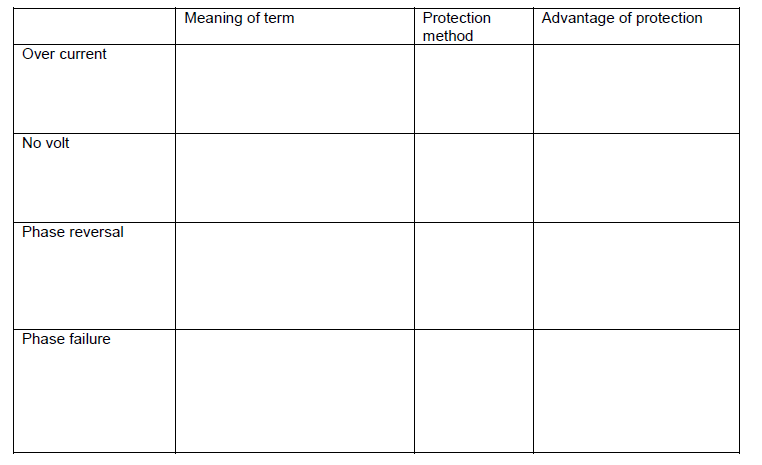 Meaning of term
Protection
method
Advantage of protection
Over current
No volt
Phase reversal
Phase failure